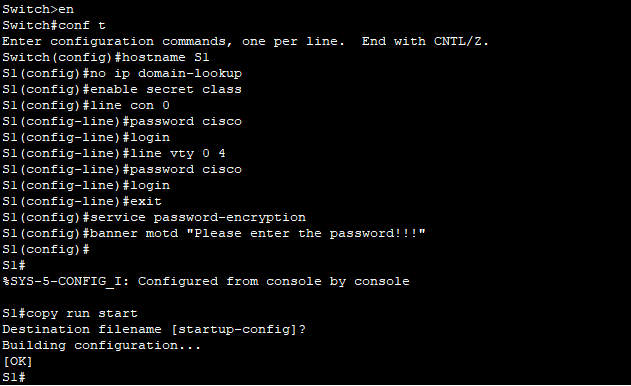 Switch>en
Switch#conf t
Enter configuration commands, one per line.  End with CNTL/Z.
Switch(config)#hostname S1
S1(config)#no ip domain-lookup
S1(config)#enable secret class
S1(config)#line con 0
S1(config-line)#password cisco
S1(config-line)#login
S1(config-line)#line vty 0 4
S1(config-line)#password cisco
S1(config-line)#login
S1(config-line)#exit
S1(config)#service password-encryption
S1(config)#banner motd "Please enter the password!!!"
S1(config)#
S1#
%SYS-5-CONFIG_I: Configured from console by console

S1#copy run start
Destination filename [startup-config]?
Building configuration...
[OK]
S1#